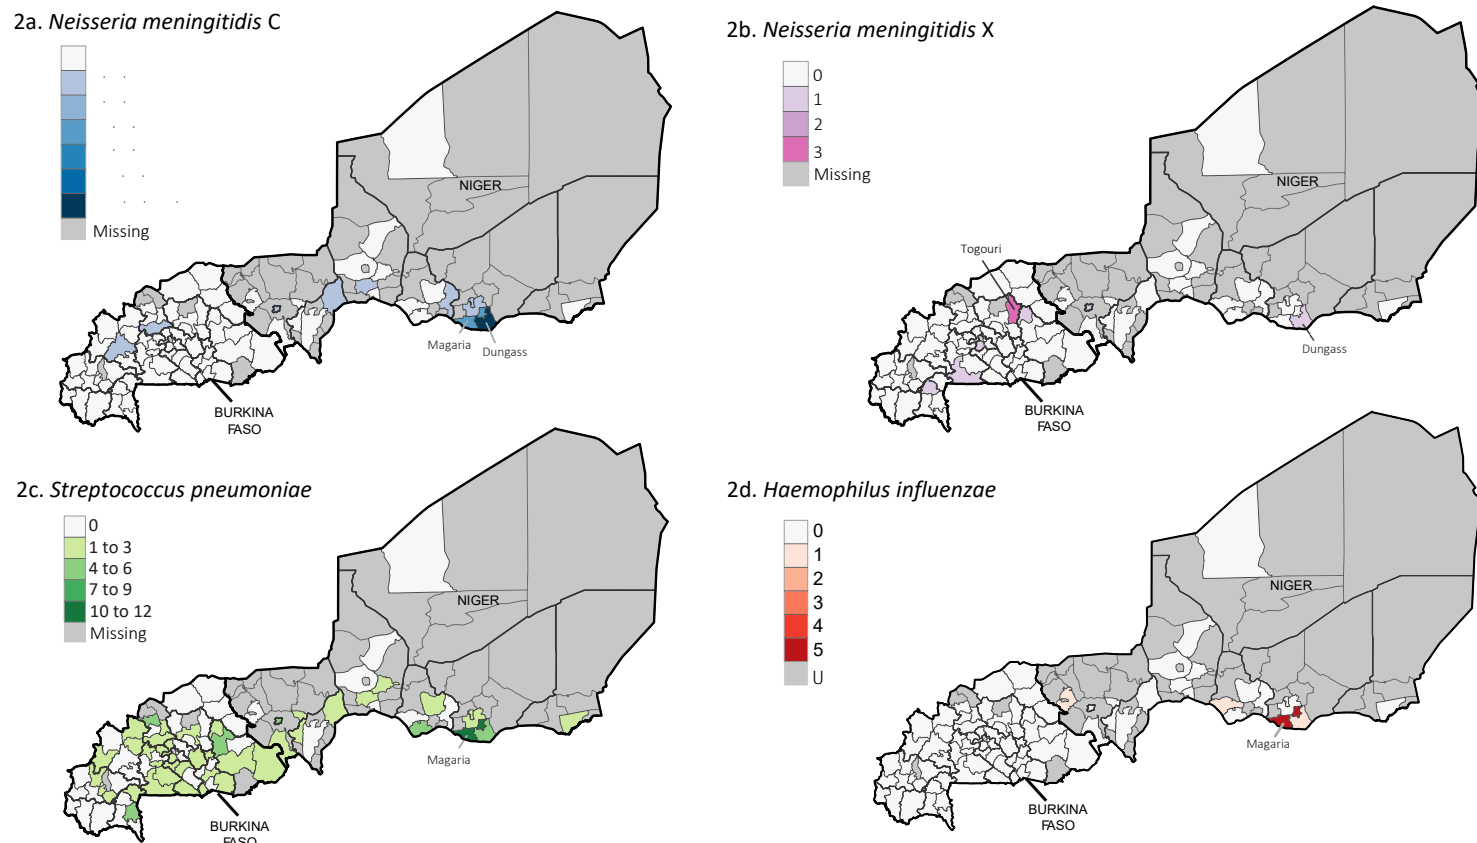 2a. Neisseria meningitidis C
Missing
NIGER
Magaria
Dungass
BURKINA
FASO
2b. Neisseria meningitidis X
0
1
2
3
Missing
NIGER
Togouri
Dungass
BURKINA
FASO
2c. Streptococcus pneumoniae
0
1 to 3
4 to 6
7 to 9
10 to 12
Missing
NIGER
Magaria
BURKINA
FASO
2d. Haemophilus influenzae
0
1
2
3
4
5
U
NIGER
Magaria
BURKINA
FASO